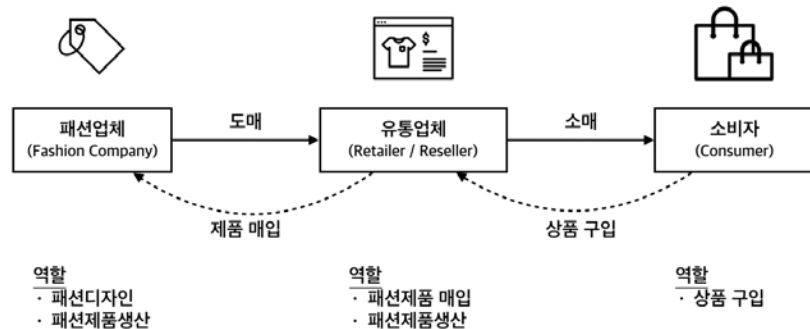 $
패션업체
(Fashion Company)
도매
유통업체
(Retailer / Reseller)
소매
소비자
(Consumer)
제품 매입
상품 구입
역할
· 패션디자인
· 패션제품생산
역할
· 패션제품 매입
· 패션제품생산
역할
· 상품 구입